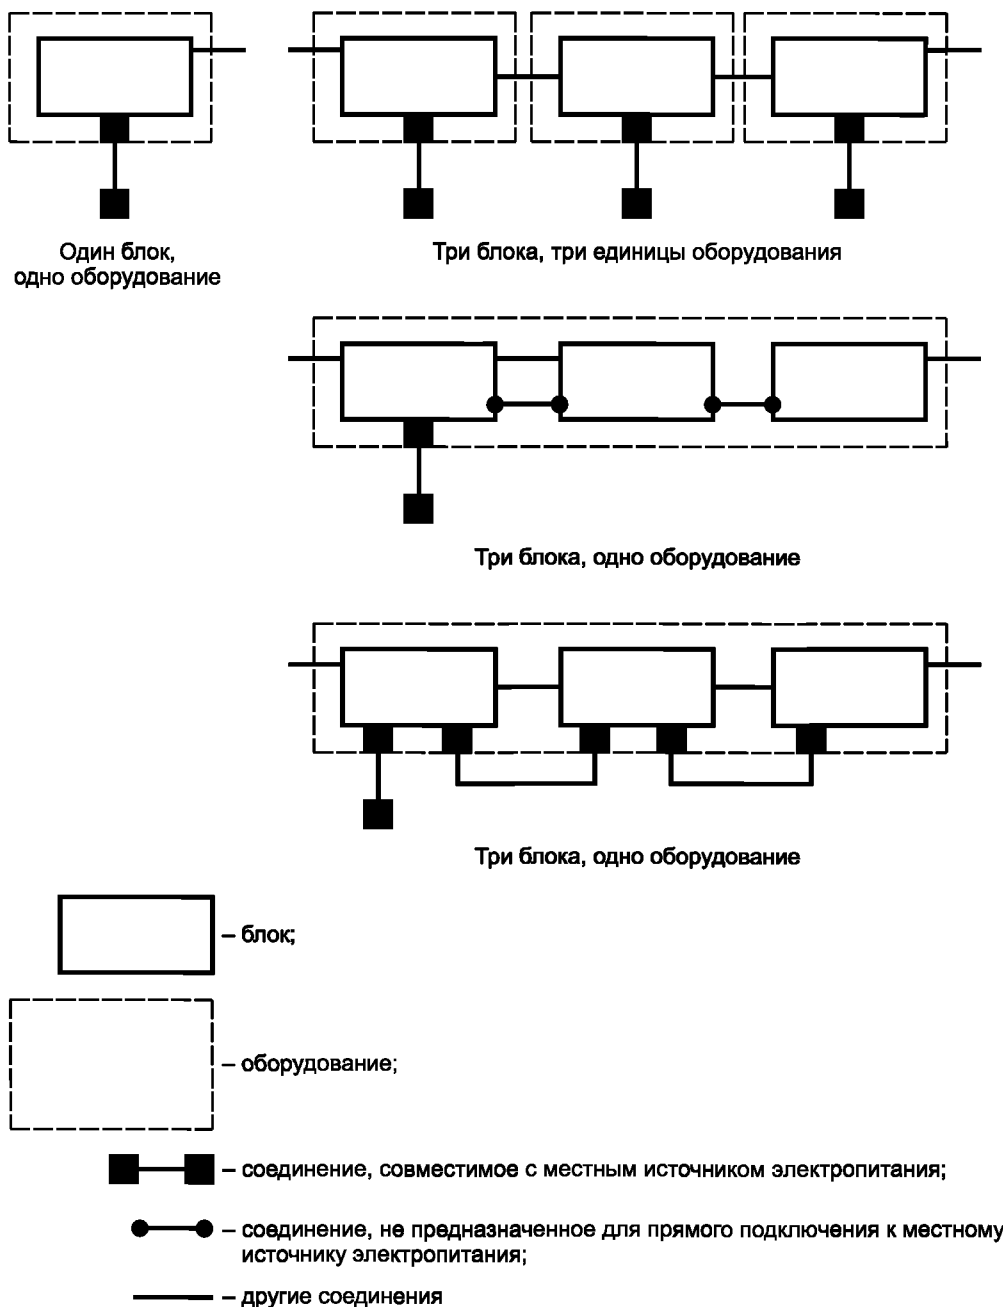 Один блок,
одно оборудование
Три блока, три единицы оборудования
Три блока, одно оборудование
Три блока, одно оборудование
– блок;
– оборудование;
– соединение, совместимое с местным источником электропитания;
– соединение, не предназначенное для прямого подключения к местному
источнику электропитания;
– другие соединения